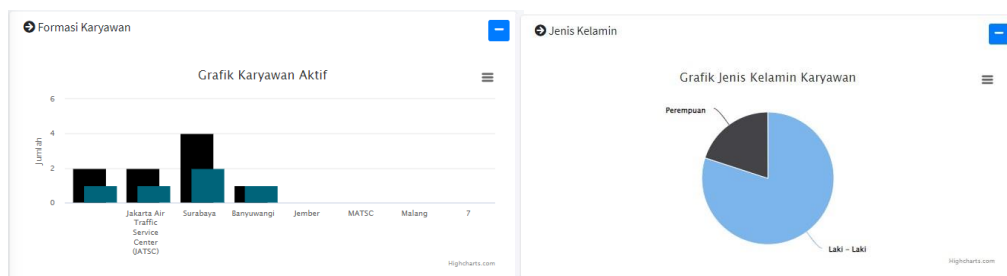 Formasi Karyawan
Grafik Karyawan Aktif
6
4
2
0
Jumlah
Jakarta Air
Traffic
Service
Center
(JATSC)
Surabaya
Banyuwangi
Jember
MATSC
Malang
7
Highcharts.com
Jenis Kelamin
Grafik Jenis Kelamin Karyawan
Perempuan
Laki - Laki
Highcharts.com